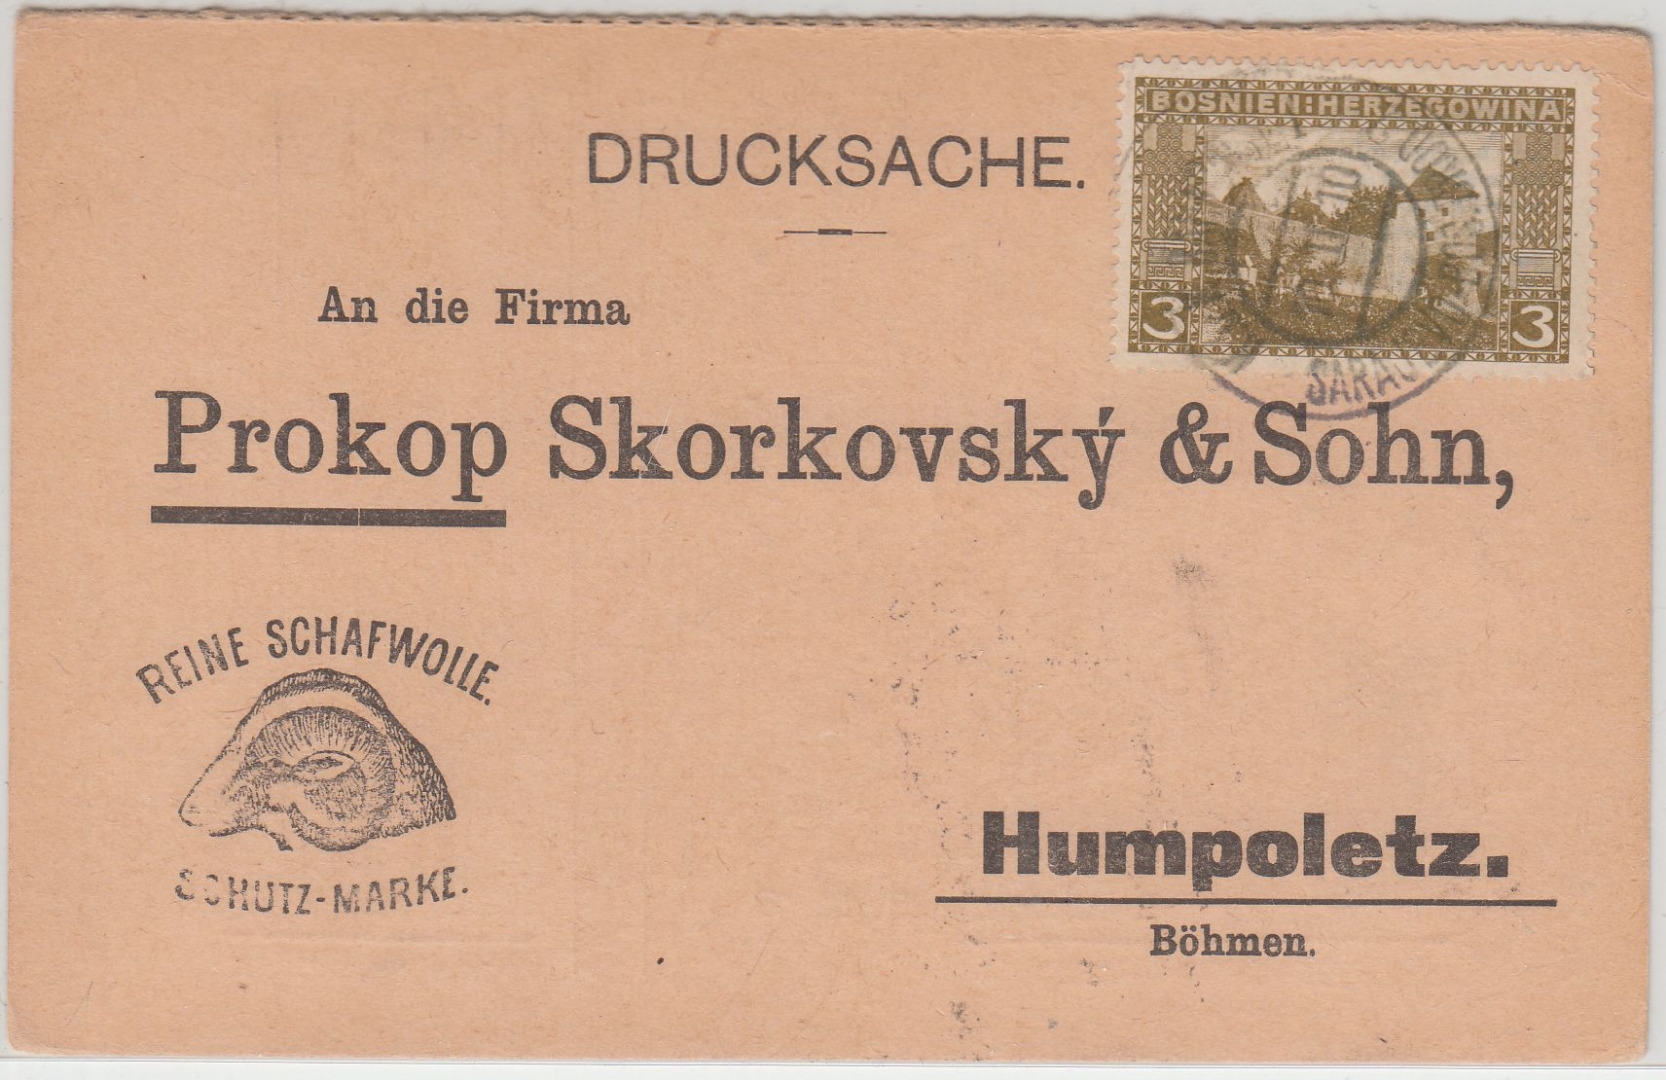 DRUCKSACHE.
BOSNIEN:HERZEGOWINA
3 3
An die Firma
Prokop Skorkovský & Sohn,
REINE SCHAFWOLLE.
SCHUTZ-MARKE.
Humpoletz.
Böhmen.